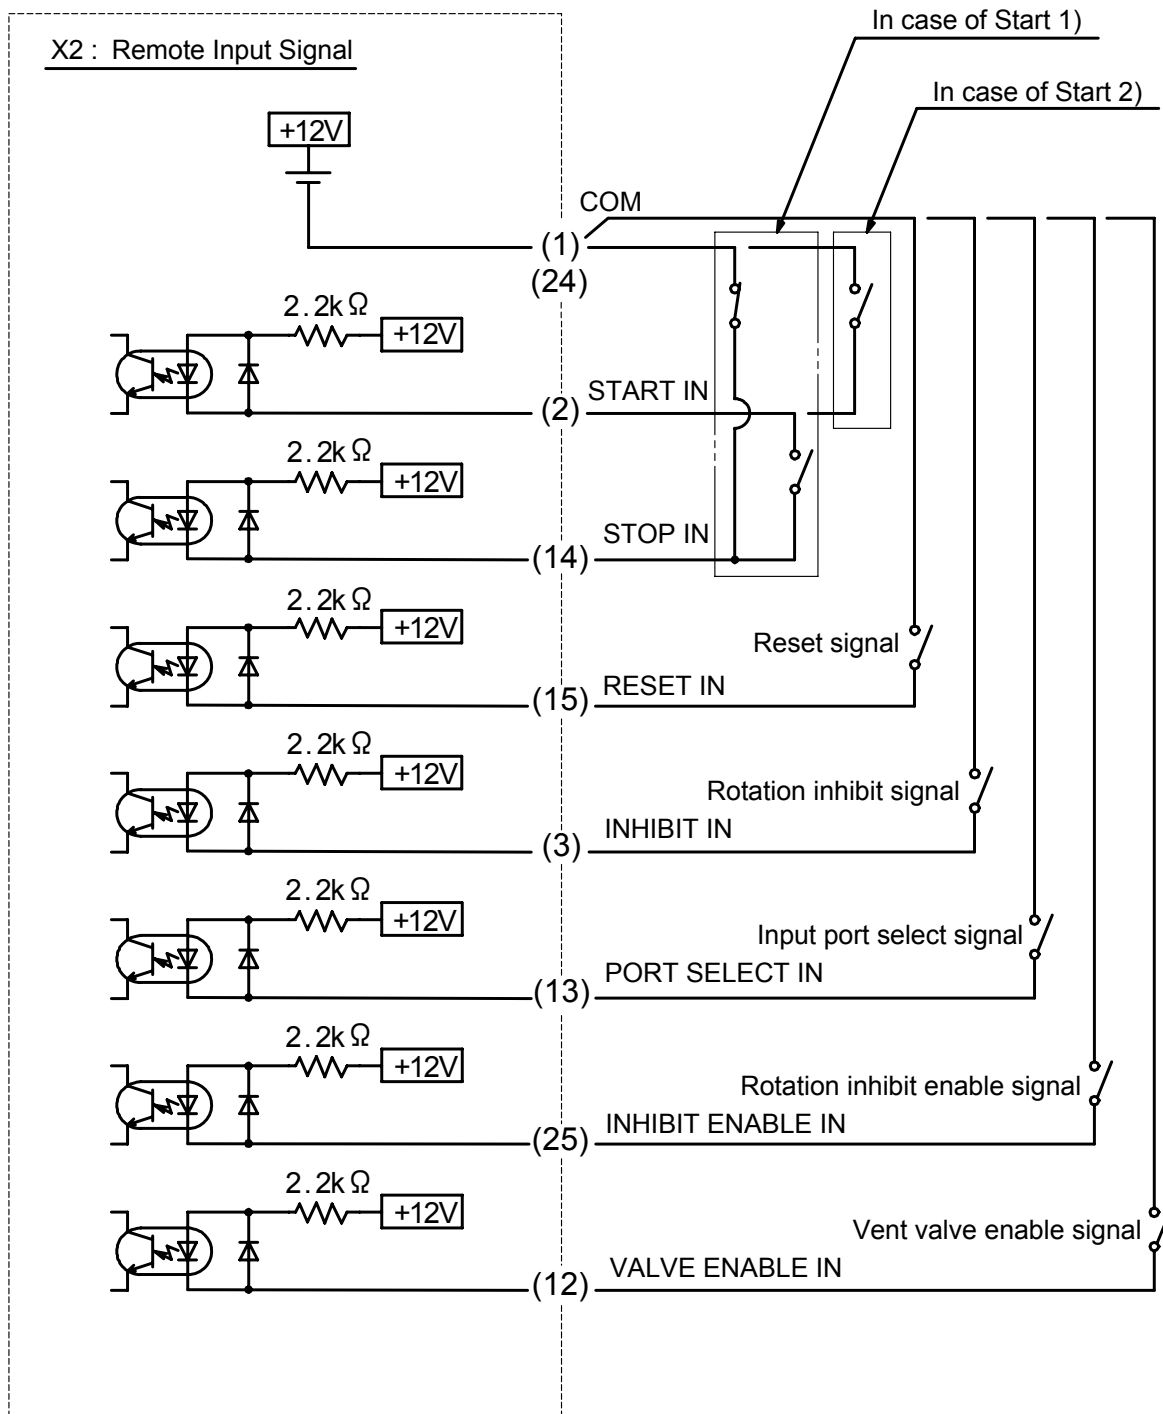 In case of Start 1)
X2 : Remote Input Signal
In case of Start 2)
+12V
COM
(1)
(24)
2.2kΩ
+12V
START IN
(2)
2.2kΩ
+12V
STOP IN
(14)
2.2kΩ
+12V
Reset signal
RESET IN
(15)
2.2kΩ
+12V
Rotation inhibit signal
INHIBIT IN
(3)
2.2kΩ
+12V
Input port select signal
PORT SELECT IN
(13)
2.2kΩ
+12V
Rotation inhibit enable signal
INHIBIT ENABLE IN
(25)
2.2kΩ
+12V
Vent valve enable signal
VALVE ENABLE IN
(12)